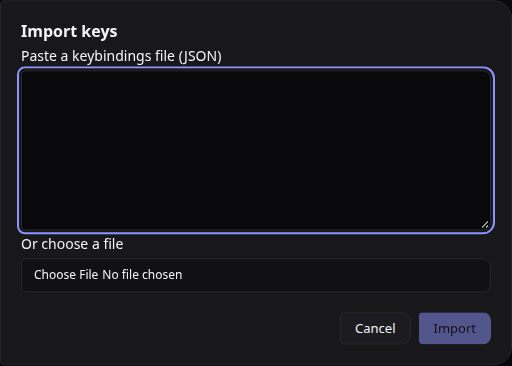 Import keys
Paste a keybindings file (JSON)
Or choose a file
Choose File No file chosen
Cancel Import